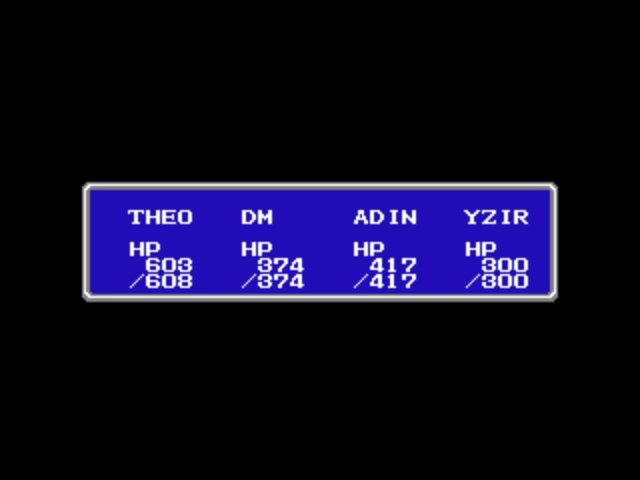 THEO DM ADIN YZIR
HP HP HP HP
603 374 417 300
/608 /374 /417 /300